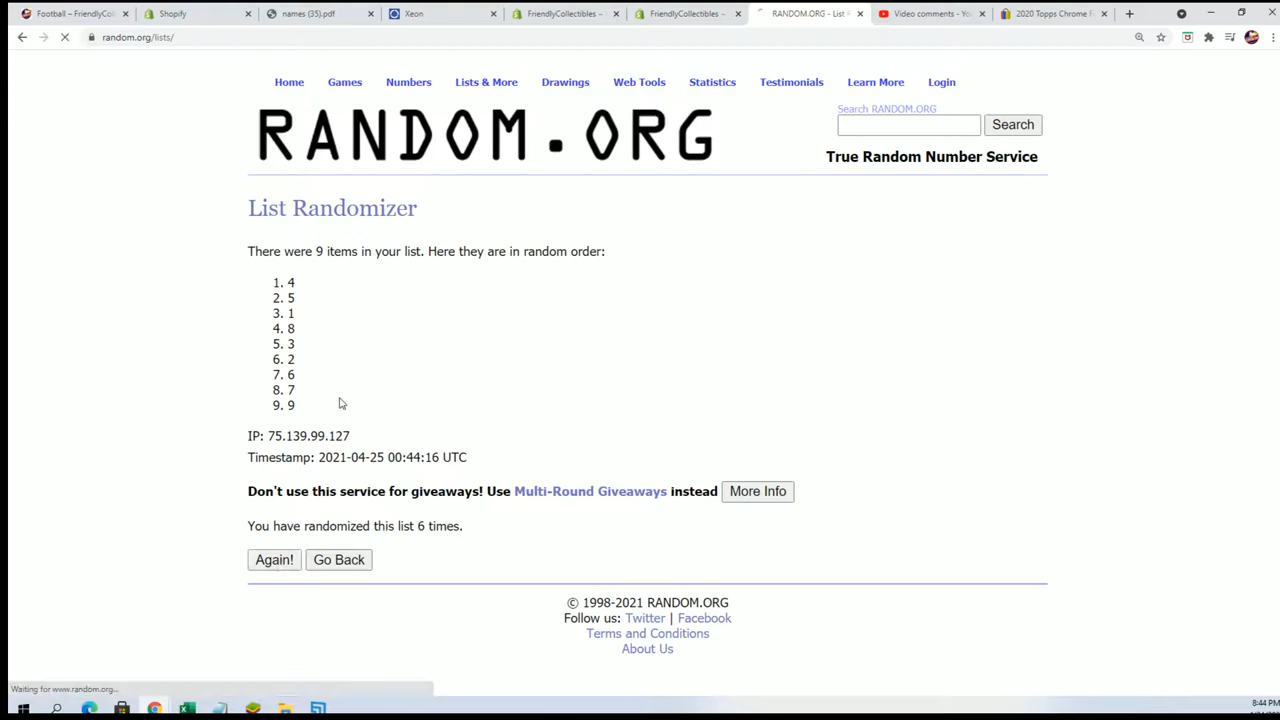 Football – FriendlyCol
Shopify
names (35).pdf
Xeon
FriendlyCollectibles –
FriendlyCollectibles –
RANDOM.ORG - List
Video comments - Yo
2020 Topps Chrome F
random.org/lists/
Home Games Numbers Lists & More Drawings Web Tools Statistics Testimonials Learn More Login
RANDOM.ORG
Search RANDOM.ORG
Search
True Random Number Service
List Randomizer
There were 9 items in your list. Here they are in random order:
1. 4
2. 5
3. 1
4. 8
5. 3
6. 2
7. 6
8. 7
9. 9
IP: 75.139.99.127
Timestamp: 2021-04-25 00:44:16 UTC
Don't use this service for giveaways! Use Multi-Round Giveaways instead More Info
You have randomized this list 6 times.
Again! Go Back
© 1998-2021 RANDOM.ORG
Follow us: Twitter | Facebook
Terms and Conditions
About Us
Waiting for www.random.org...
8:44 PM